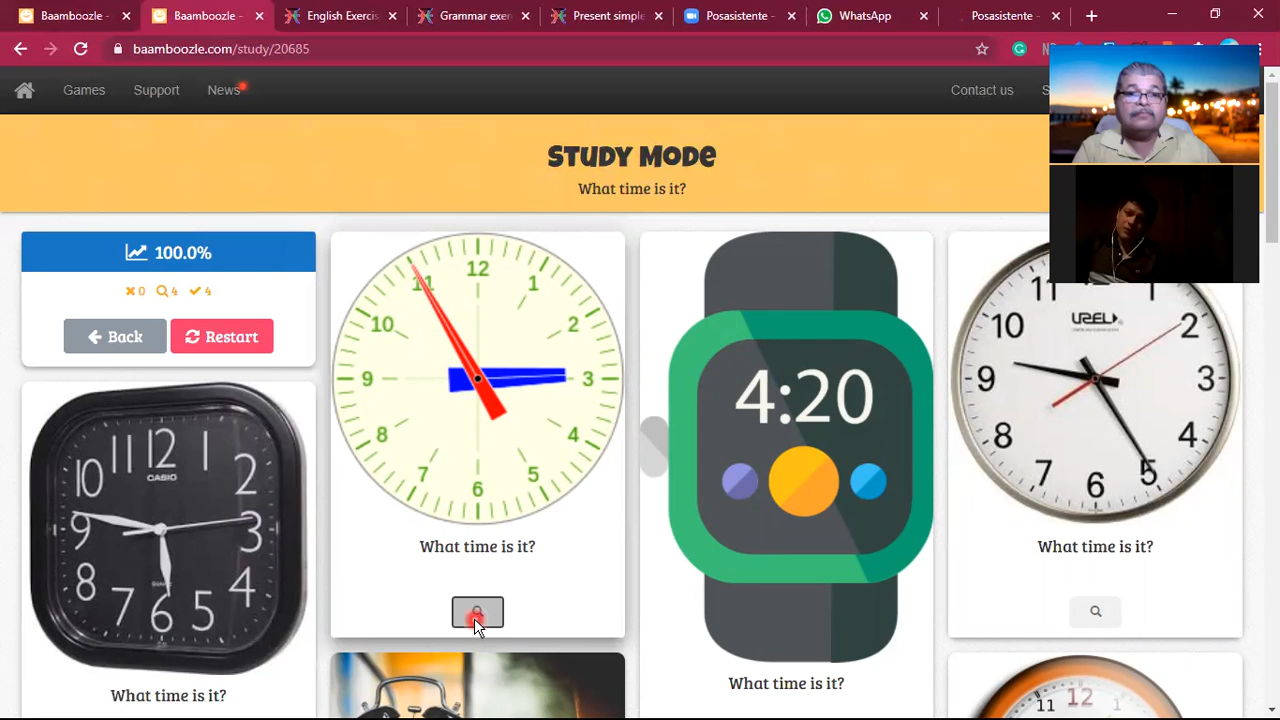 Baamboozle -
Baamboozle -
English Exercis
Grammar exer
Present simple
Posasistente –
WhatsApp
Posasistente –
baamboozle.com/study/20685
Games
Support
News
Contact us
Study Mode
What time is it?
100.0%
0
4
4
Back
Restart
12
1
2
3
4
5
6
7
8
9
10
11
What time is it?
4:20
What time is it?
11
1
10
UREL
2
9
3
8
4
7
6
5
What time is it?
11
12
1
10
CASIO
2
9
3
8
4
7
6
5
What time is it?
11
12
1